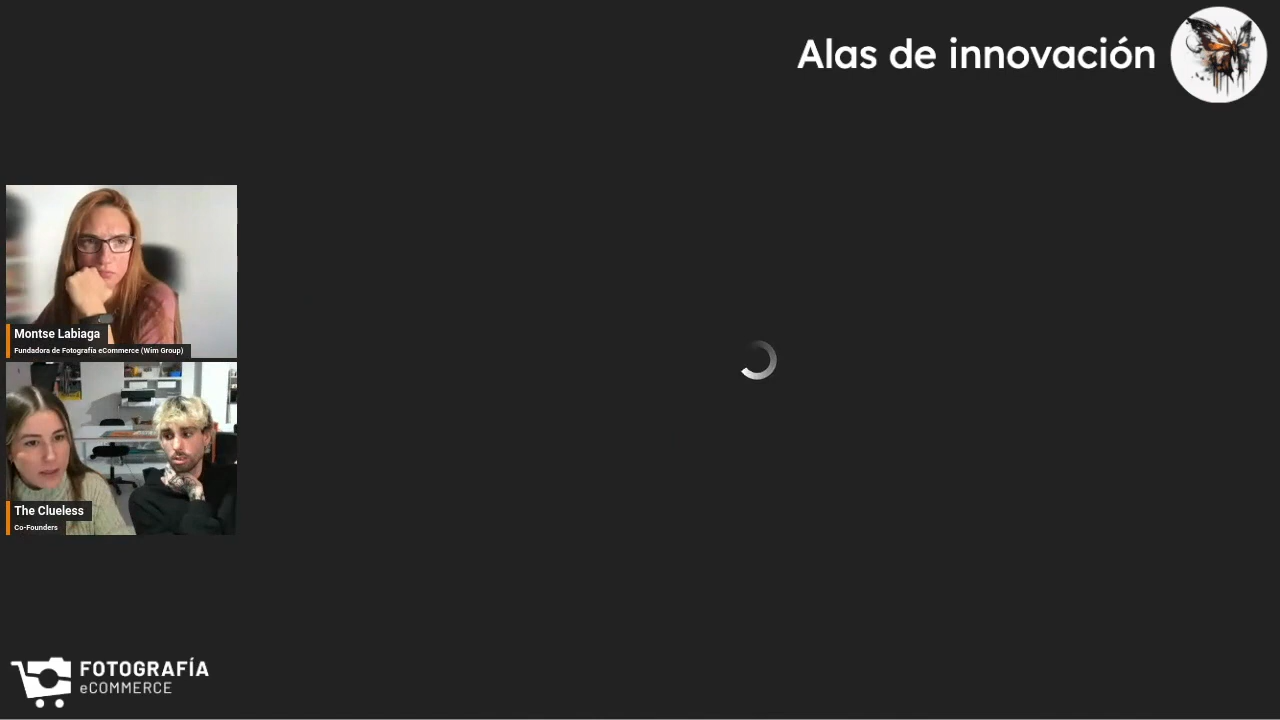 Alas de innovación
Montse Labiaga
Fundadora de Fotografía eCommerce (Wim Group)
The Clueless
Co-Founders
FOTOGRAFÍA
eCOMMERCE